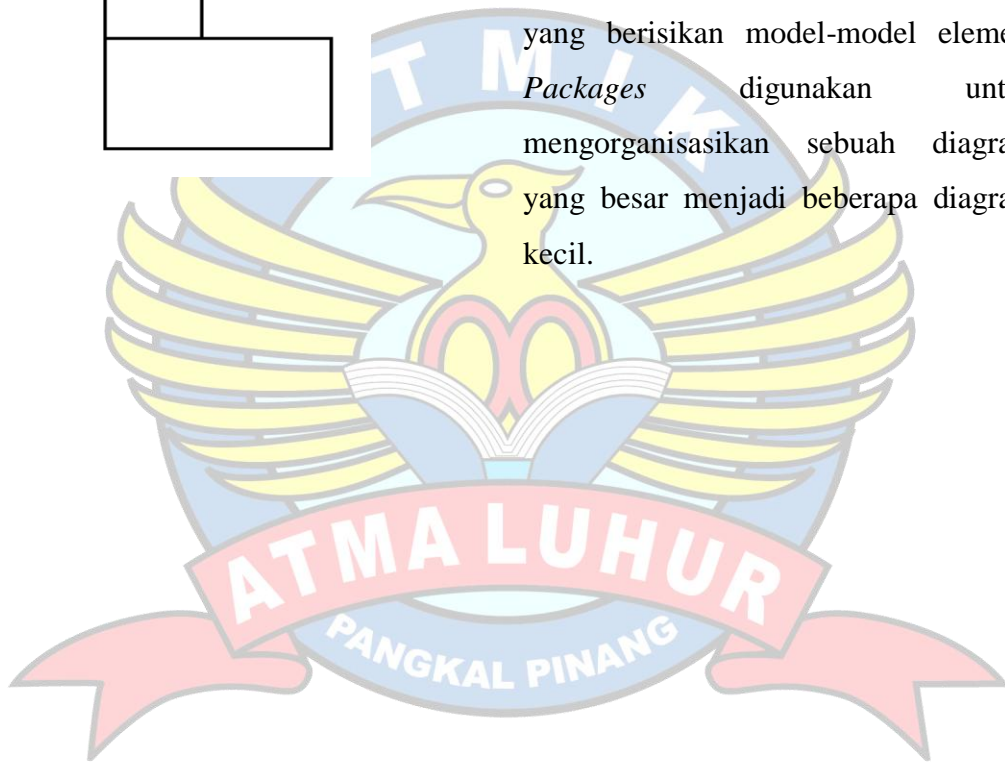 yang berisikan model-model eleme
Packages digunakan unt
mengorganisasikan sebuah diagra
yang besar menjadi beberapa diagra
kecil.
T M I K
ATMA LUHUR
PANGKAL PINANG